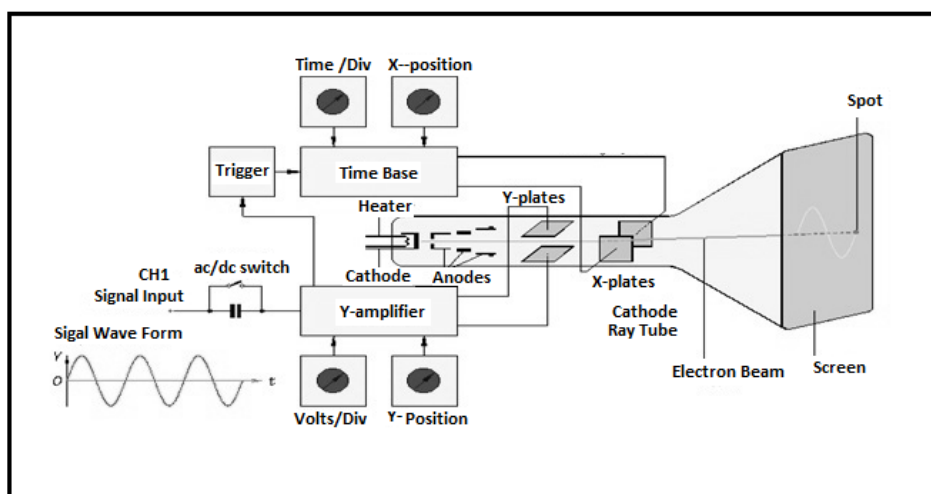 Time /Div
X--position
Spot
Trigger
Time Base
Y-plates
Heater
Cathode
Anodes
ac/dc switch
CH1
Signal Input
X-plates
Cathode
Ray Tube
Y-amplifier
Sigal Wave Form
Y
O
t
Electron Beam
Screen
Volts/Div
Y- Position